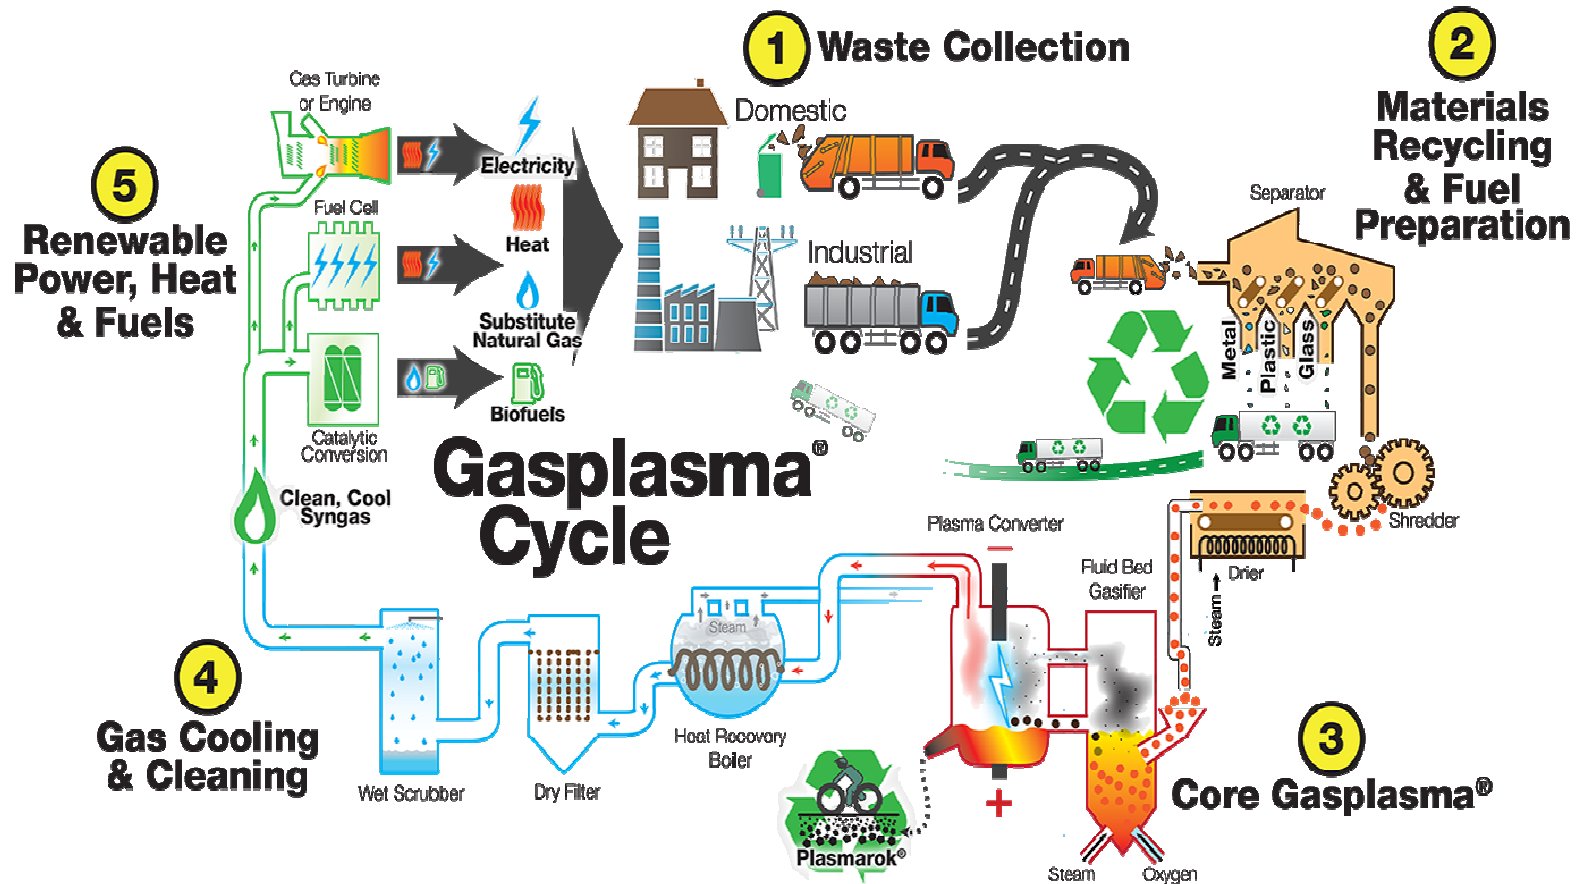 1 Waste Collection
Domestic
Industrial
2
Materials
Recycling
& Fuel
Preparation
Separator
Metal
Plastic
Glass
Shredder
Drier
Steam
3
Core Gasplasma®
Fluid Bed
Gasifier
Steam
Oxygen
Plasma Converter
−
+
Plasmarok®
4
Gas Cooling
& Cleaning
Steam
Heat Recovery
Boiler
Dry Filter
Wet Scrubber
Clean, Cool
Syngas
5
Renewable
Power, Heat
& Fuels
Gas Turbine
or Engine
Fuel Cell
Catalytic
Conversion
Electricity
Heat
Substitute
Natural Gas
Biofuels
Gasplasma®
Cycle